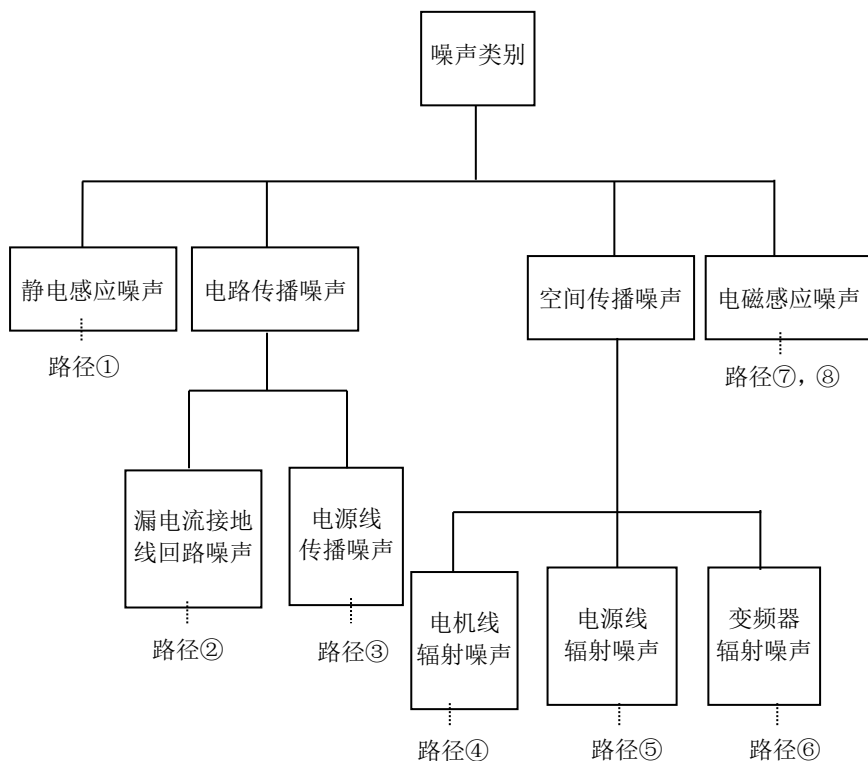 噪声类别
静电感应噪声
电路传播噪声
空间传播噪声
电磁感应噪声
路径①
路径⑦，⑧
漏电流接地
线回路噪声
电源线
传播噪声
路径②
路径③
电机线
辐射噪声
电源线
辐射噪声
变频器
辐射噪声
路径④
路径⑤
路径⑥